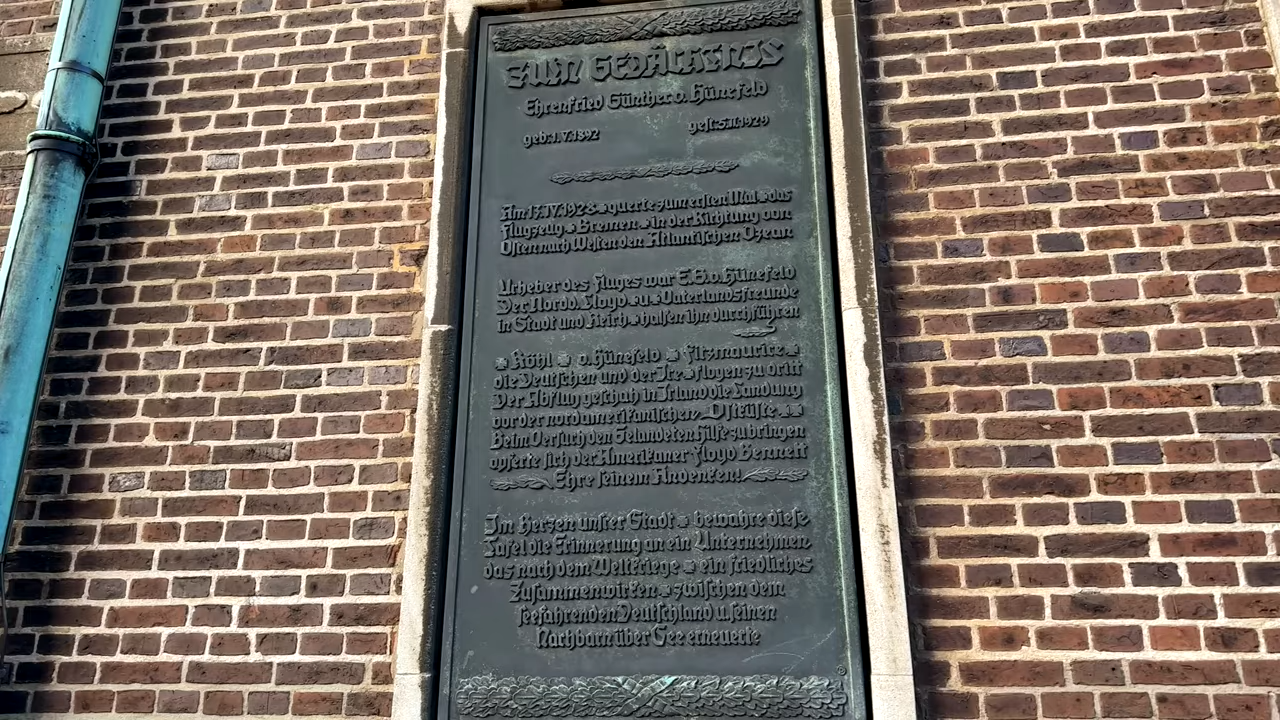 ZUM GEDÄCHTNIS
Ehrenfried Günther v. Hünefeld
geb: 1.V.1892 gest: 5.II.1929
Am 13.IV.1928 querte zum ersten Mal das
Flugzeug Bremen in der Richtung von
Osten nach Westen den Atlantischen Ozean
Urheber des Fluges war E.G.v. Hünefeld
Der Nordd. Lloyd u. Vaterlandsfreunde
in Stadt und Reich halfen ihn durchführen
Köhl v. Hünefeld Fitzmaurice
die Deutschen und der Ire flogen zu dritt
Der Abflug geschah in Irland die Landung
vor der nordamerikanischen Ostküste
Beim Versuch den Gelandeten Hilfe zu bringen
opferte sich der Amerikaner Floyd Bennett
Ehre seinem Andenken!
Im Herzen unsrer Stadt bewahre diese
Tafel die Erinnerung an ein Unternehmen
das nach dem Weltkriege ein friedliches
Zusammenwirken zwischen dem
seefahrenden Deutschland u. seinen
Nachbarn über See erneuerte